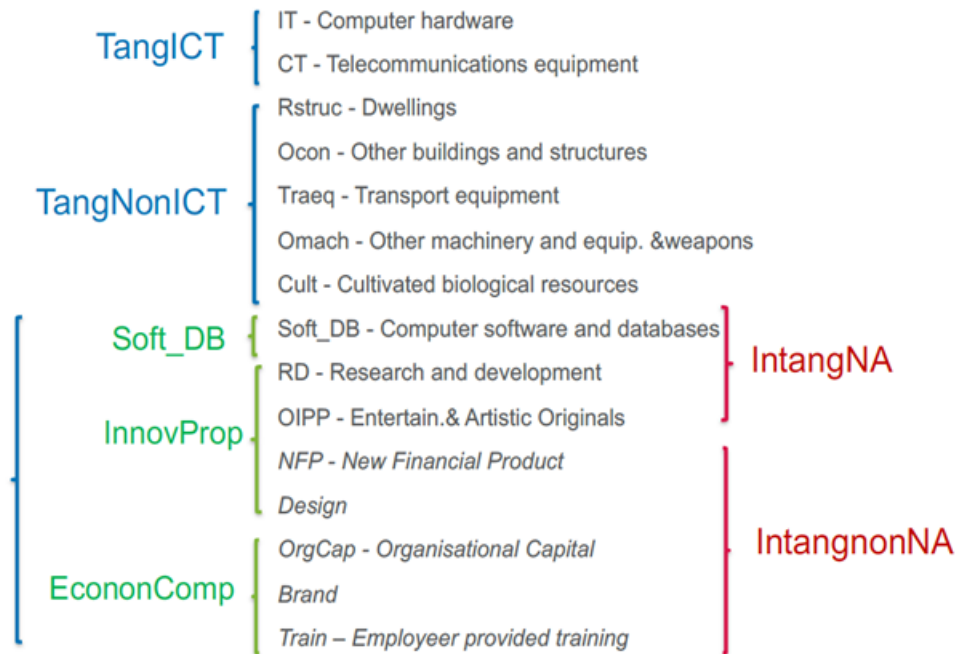 TangICT
IT - Computer hardware
CT - Telecommunications equipment
TangNonICT
Rstruc - Dwellings
Ocon - Other buildings and structures
Traeq - Transport equipment
Omach - Other machinery and equip. &weapons
Cult - Cultivated biological resources
Soft_DB
Soft_DB - Computer software and databases
InnovProp
RD - Research and development
OIPP - Entertain.& Artistic Originals
NFP - New Financial Product
Design
EcononComp
OrgCap - Organisational Capital
Brand
Train – Employeer provided training
IntangNA
IntangnonNA